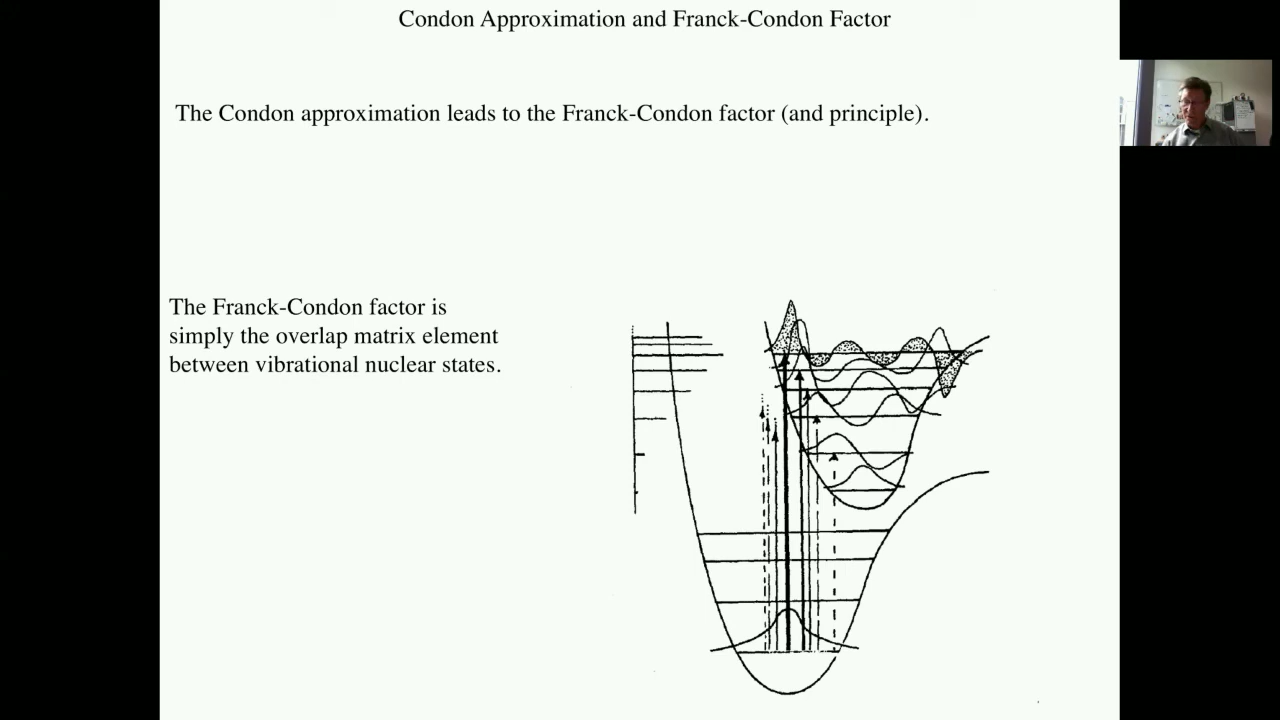 Condon Approximation and Franck-Condon Factor
The Condon approximation leads to the Franck-Condon factor (and principle).
The Franck-Condon factor is
simply the overlap matrix element
between vibrational nuclear states.